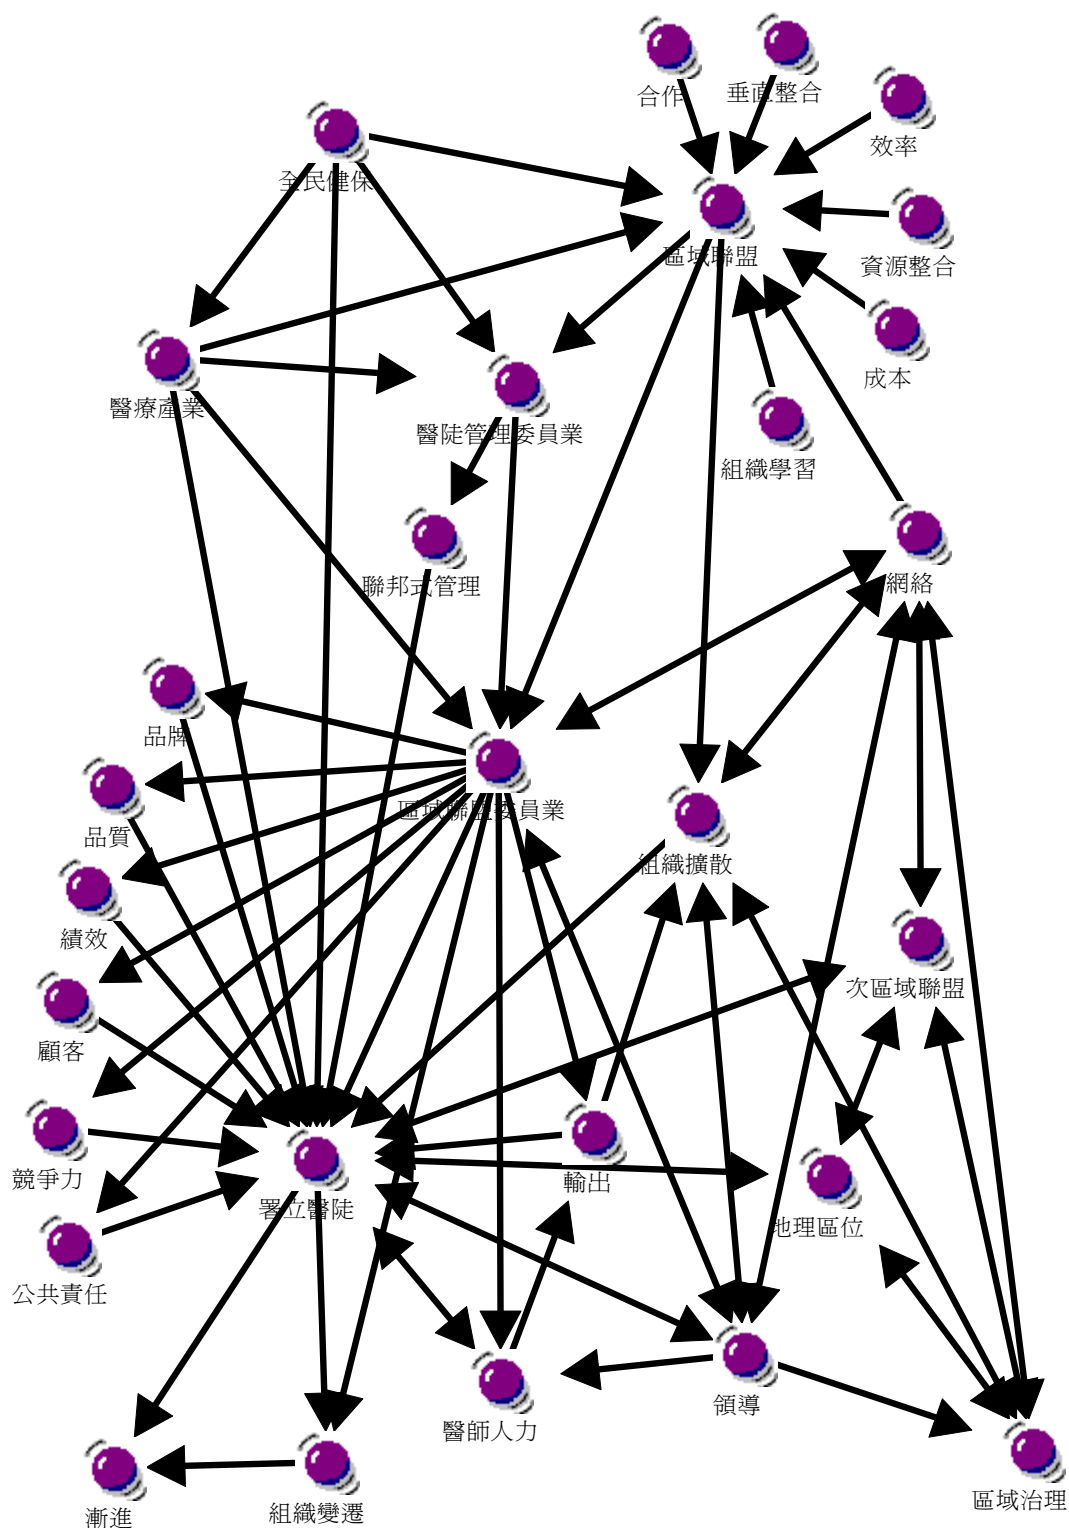 合作
垂直整合
效率
全民健保
區域聯盟
資源整合
成本
醫療產業
醫陡管理委員業
組織學習
聯邦式管理
網絡
品牌
品質
區域聯盟委員業
組織擴散
績效
次區域聯盟
顧客
競爭力
署立醫陡
輸出
地理區位
公共責任
領導
醫師人力
漸進
組織變遷
區域治理